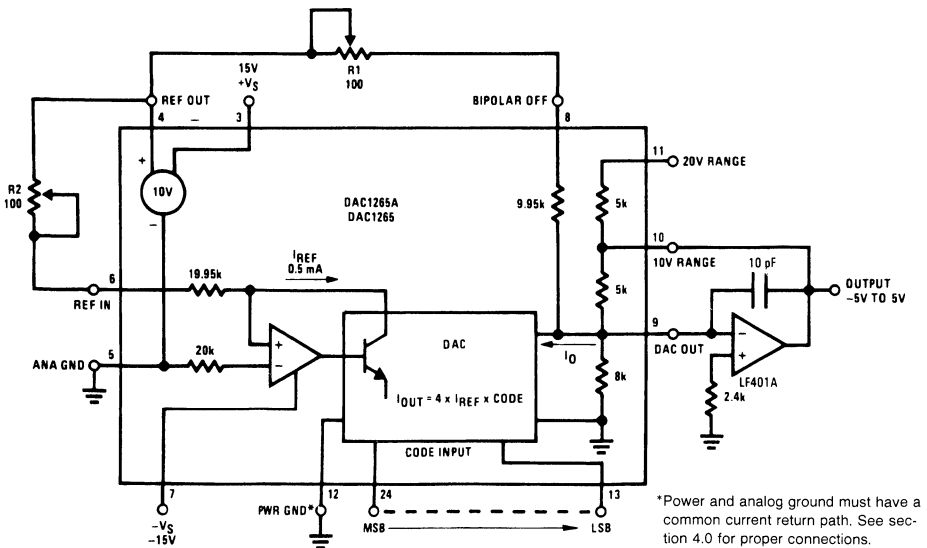 R1
100
15V
+VS
REF OUT
BIPOLAR OFF
4
–
3
8
11
20V RANGE
+
10V
–
DAC1265A
DAC1265
9.95k
5k
R2
100
10
10V RANGE
10 pF
IREF
0.5 mA
6
19.95k
REF IN
5k
OUTPUT
–5V TO 5V
9
DAC OUT
–
+
LF401A
DAC
IO
+
–
5
ANA GND
20k
8k
2.4k
IOUT = 4 x IREF x CODE
CODE INPUT
7
12
24
13
–VS
–15V
PWR GND*
MSB
LSB
*Power and analog ground must have a
common current return path. See sec-
tion 4.0 for proper connections.